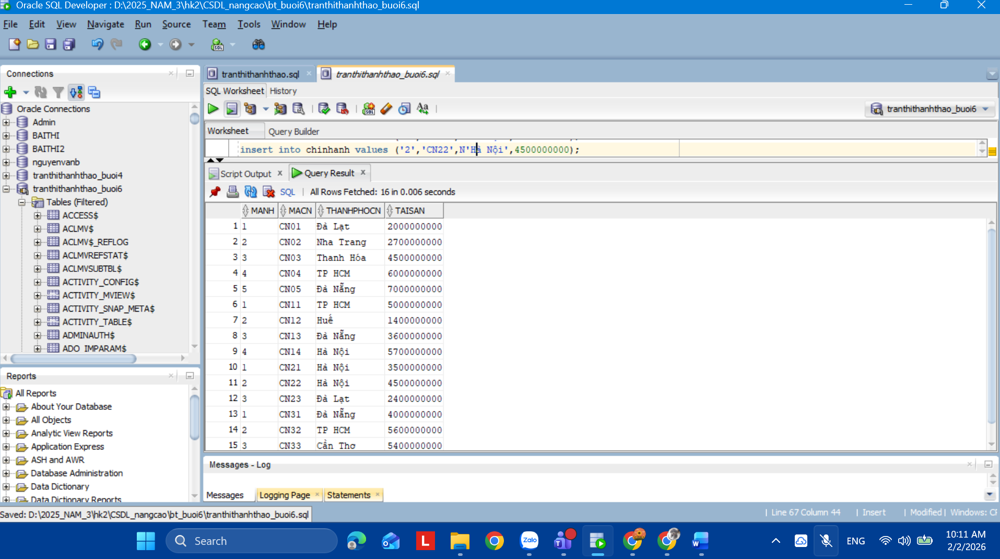 Oracle SQL Developer : D:\2025_NAM_3\hk2\CSDL_nangcao\bt_buoi6\tranthithanhthao_buoi6.sql
File Edit View Navigate Run Source Team Tools Window Help
Connections
Oracle Connections
Admin
BAITHI
BAITHI2
nguyenvanb
tranthithanhthao_buoi4
tranthithanhthao_buoi6
Tables (Filtered)
ACCESS$
ACLMV$
ACLMV$_REFLOG
ACLMVREFSTAT$
ACLMVSUBTBL$
ACTIVITY_CONFIG$
ACTIVITY_MVIEW$
ACTIVITY_SNAP_META$
ACTIVITY_TABLE$
ADMINAUTH$
ADO_IMPARAM$
Reports
All Reports
About Your Database
All Objects
Analytic View Reports
Application Express
ASH and AWR
Database Administration
Data Dictionary
Data Dictionary Reports
tranthithanhthao.sql tranthithanhthao_buoi6.sql
SQL Worksheet History
tranthithanhthao_buoi6
Worksheet Query Builder
insert into chinhanh values ('2','CN22',N'Hà Nội',4500000000);
Script Output Query Result
SQL All Rows Fetched: 16 in 0.006 seconds
MANH MACN THANHPHOCN TAISAN
1 1 CN01 Đà Lạt 2000000000
2 2 CN02 Nha Trang 2700000000
3 3 CN03 Thanh Hóa 4500000000
4 4 CN04 TP HCM 6000000000
5 5 CN05 Đà Nẵng 7000000000
6 1 CN11 TP HCM 5000000000
7 2 CN12 Huế 1400000000
8 3 CN13 Đà Nẵng 3600000000
9 4 CN14 Hà Nội 5700000000
10 1 CN21 Hà Nội 3500000000
11 2 CN22 Hà Nội 4500000000
12 3 CN23 Đà Lạt 2400000000
13 1 CN31 Đà Nẵng 4000000000
14 2 CN32 TP HCM 5600000000
15 3 CN33 Cần Thơ 5400000000
Messages - Log
Messages Logging Page Statements
Saved: D:\2025_NAM_3\hk2\CSDL_nangcao\bt_buoi6\tranthithanhthao_buoi6.sql
Line 67 Column 44 Insert Modified Windows:
Search
Zalo
ENG
10:11 AM
2/2/2026